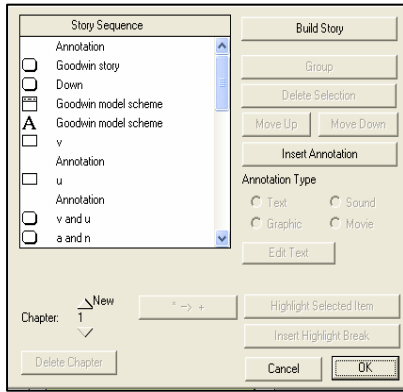 Story Sequence
Annotation
Goodwin story
Down
Goodwin model scheme
A Goodwin model scheme
v
Annotation
u
Annotation
v and u
a and n
Build Story
Group
Delete Selection
Move Up Move Down
Insert Annotation
Annotation Type
Text Sound
Graphic Movie
Edit Text
New
Chapter: 1
* -> +
Delete Chapter
Highlight Selected Item
Insert Highlight Break
Cancel OK